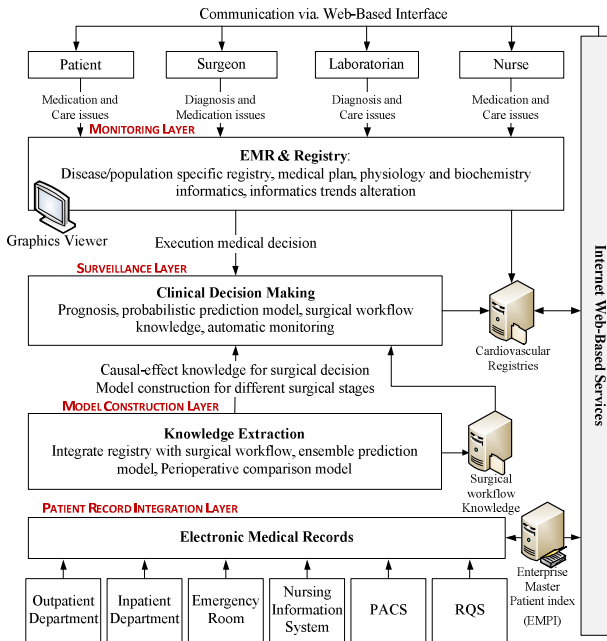 Communication via. Web-Based Interface
Patient
Surgeon
Laboratorian
Nurse
Medication and
Care issues
Diagnosis and
Medication issues
Diagnosis and
Care issues
Medication and
Care issues
MONITORING LAYER
EMR & Registry:
Disease/population specific registry, medical plan, physiology and biochemistry
informatics, informatics trends alteration
Graphics Viewer
Execution medical decision
SURVEILLANCE LAYER
Clinical Decision Making
Prognosis, probabilistic prediction model, surgical workflow
knowledge, automatic monitoring
Cardiovascular
Registries
Internet Web-Based Services
Causal-effect knowledge for surgical decision
Model construction for different surgical stages
MODEL CONSTRUCTION LAYER
Knowledge Extraction
Integrate registry with surgical workflow, ensemble prediction
model, Perioperative comparison model
Surgical
workflow
Knowledge
PATIENT RECORD INTEGRATION LAYER
Electronic Medical Records
Enterprise
Master
Patient index
(EMPI)
Outpatient
Department
Inpatient
Department
Emergency
Room
Nursing
Information
System
PACS
RQS